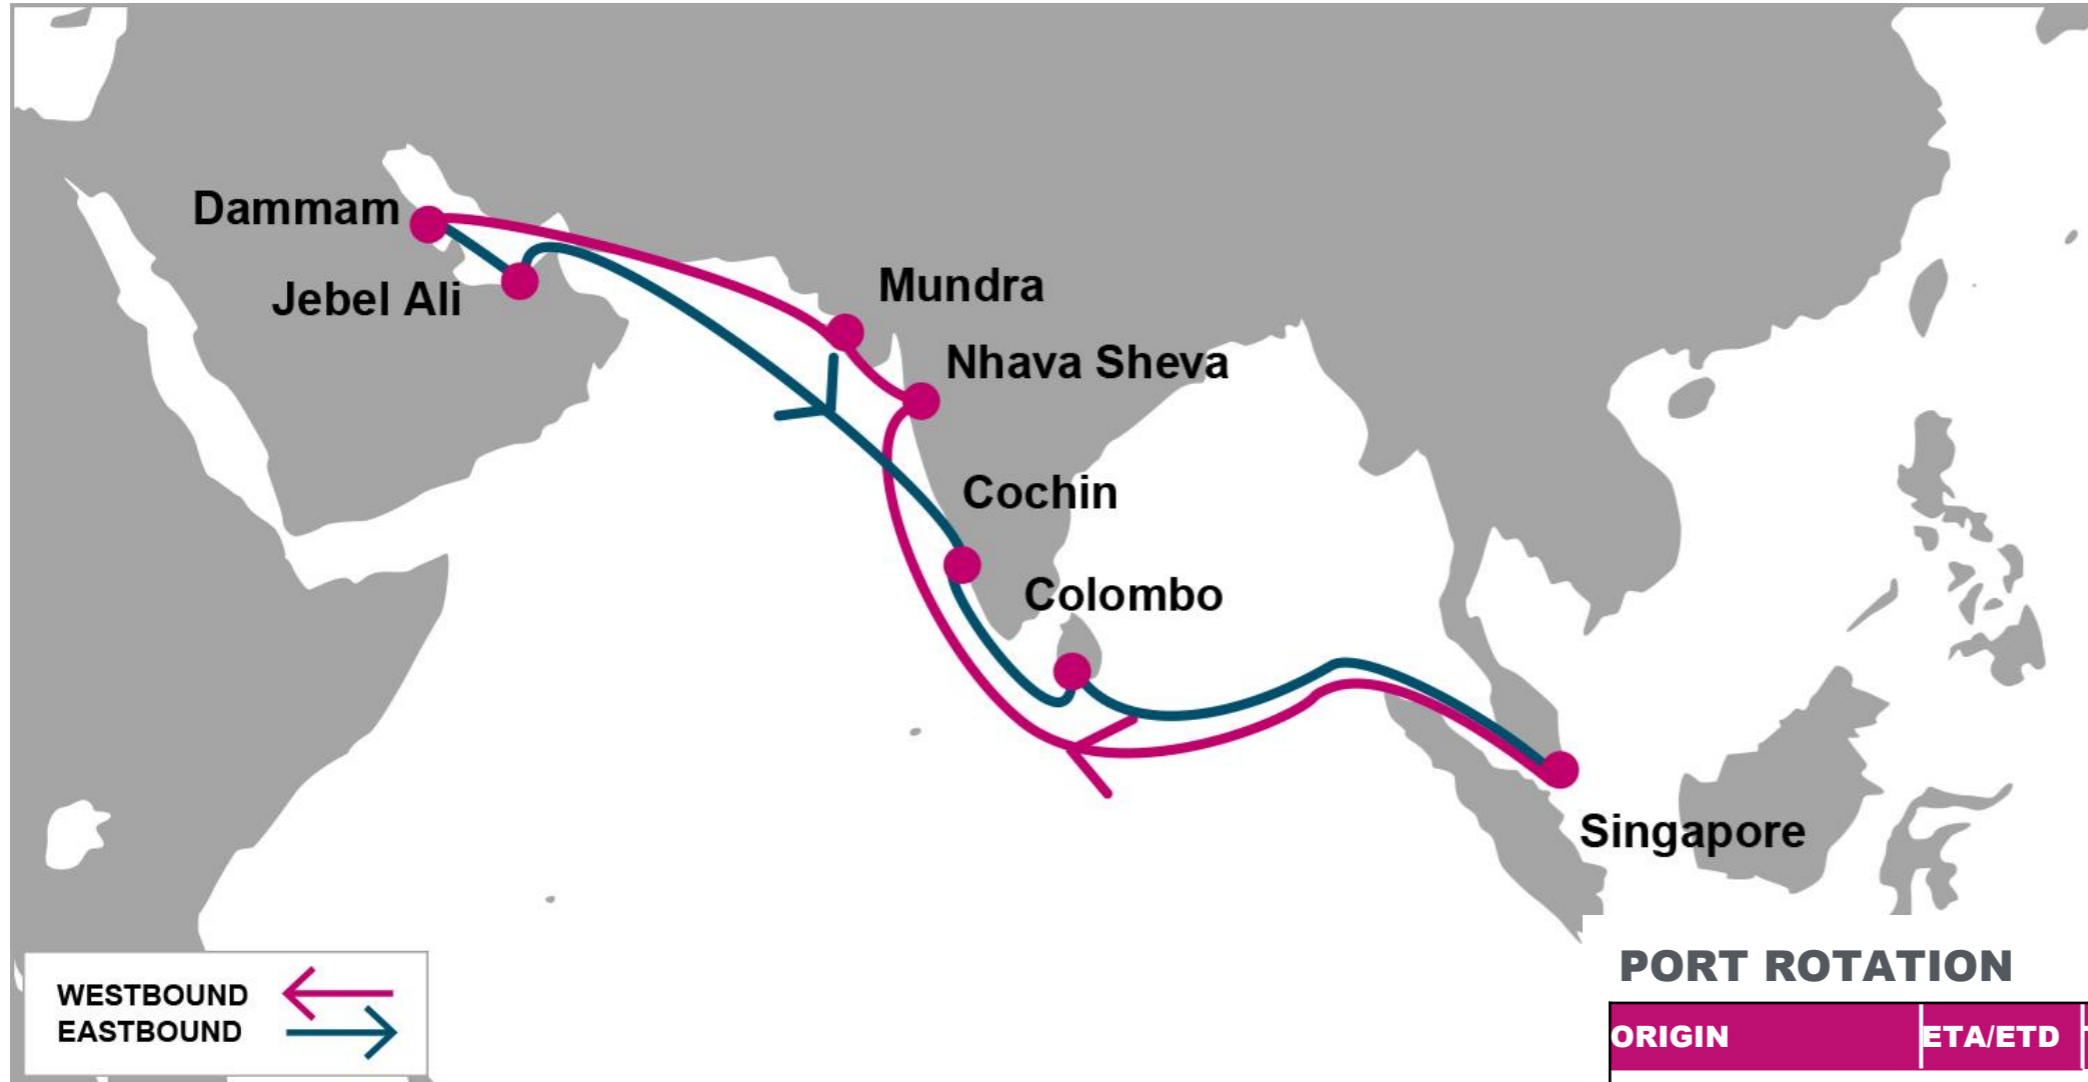 Dammam
Jebel Ali
Mundra
Nhava Sheva
Cochin
Colombo
Singapore
WESTBOUND
EASTBOUND
PORT ROTATION
ORIGIN ETA/ETD